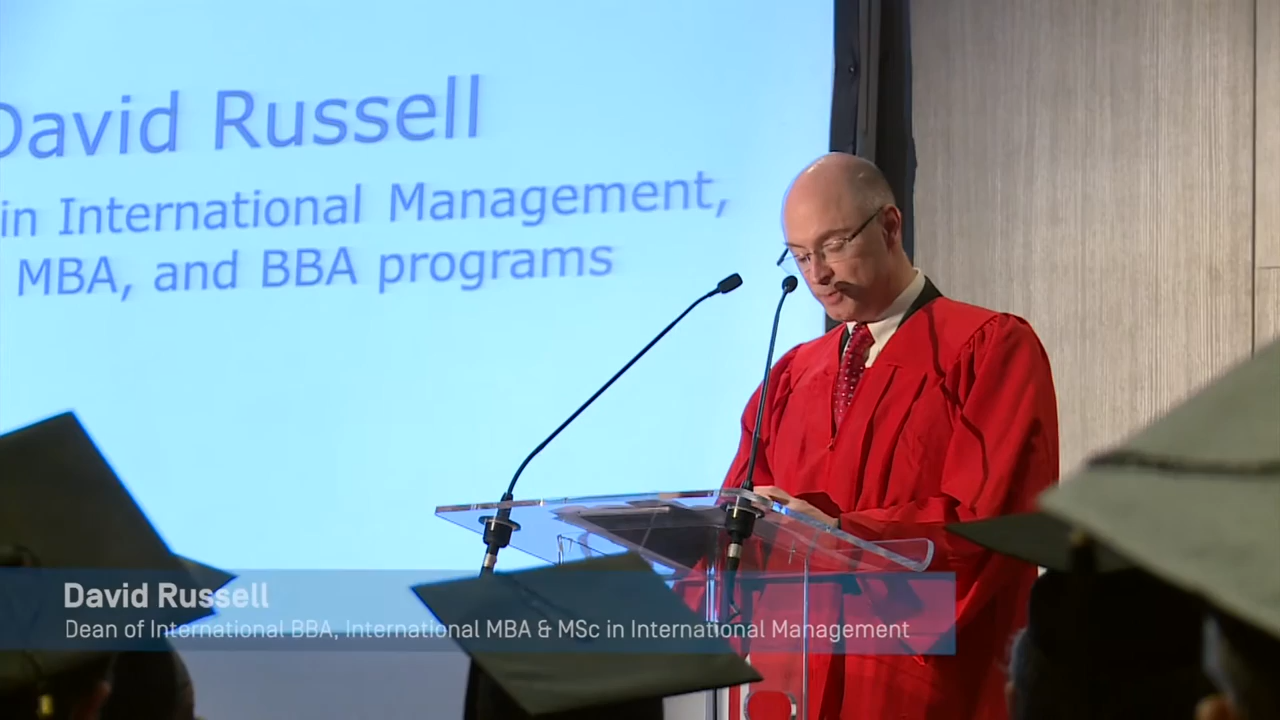 David Russell
in International Management,
MBA, and BBA programs
David Russell
Dean of International BBA, International MBA & MSc in International Management